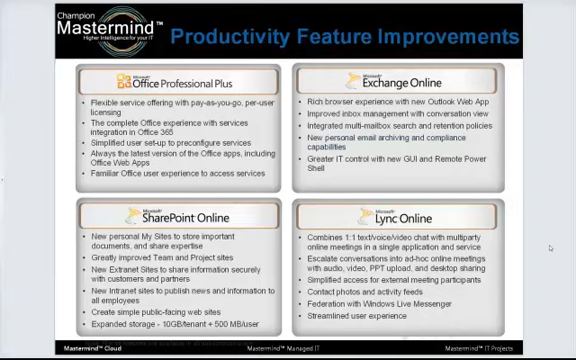 Champion
Mastermind™
Higher Intelligence for your IT
Productivity Feature Improvements
Microsoft
Office Professional Plus
• Flexible service offering with pay-as-you-go, per-user
licensing
• The complete Office experience with services
integration in Office 365
• Simplified user set-up to preconfigure services
• Always the latest version of the Office apps, including
Office Web Apps
• Familiar Office user experience to access services
Microsoft
Exchange Online
• Rich browser experience with new Outlook Web App
• Improved inbox management with conversation view
• Integrated multi-mailbox search and retention policies
• New personal email archiving and compliance
capabilities
• Greater IT control with new GUI and Remote Power
Shell
Microsoft
SharePoint Online
• New personal My Sites to store important
documents, and share expertise
• Greatly improved Team and Project sites
• New Extranet Sites to share information securely
with customers and partners
• New Intranet sites to publish news and information to
all employees
• Create simple public-facing web sites
• Expanded storage - 10GB/tenant + 500 MB/user
Microsoft
Lync Online
• Combines 1:1 text/voice/video chat with multiparty
online meetings in a single application and service
• Escalate conversations into ad-hoc online meetings
with audio, video, PPT upload, and desktop sharing
• Simplified access for external meeting participants
• Contact photos and activity feeds
• Federation with Windows Live Messenger
• Streamlined user experience
Mastermind™ Cloud
Mastermind™ Managed IT
Mastermind™ IT Projects